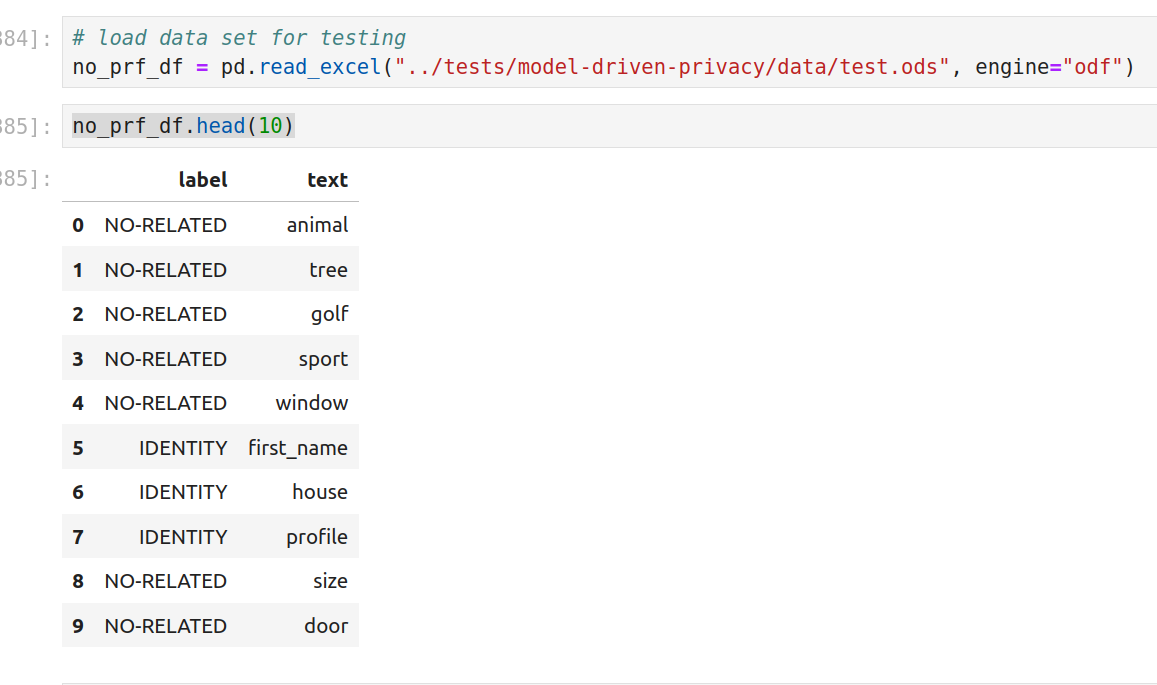 84]: # load data set for testing
no_prf_df = pd.read_excel("../tests/model-driven-privacy/data/test.ods", engine="odf")
85]: no_prf_df.head(10)
85]: label text
0 NO-RELATED animal
1 NO-RELATED tree
2 NO-RELATED golf
3 NO-RELATED sport
4 NO-RELATED window
5 IDENTITY first_name
6 IDENTITY house
7 IDENTITY profile
8 NO-RELATED size
9 NO-RELATED door